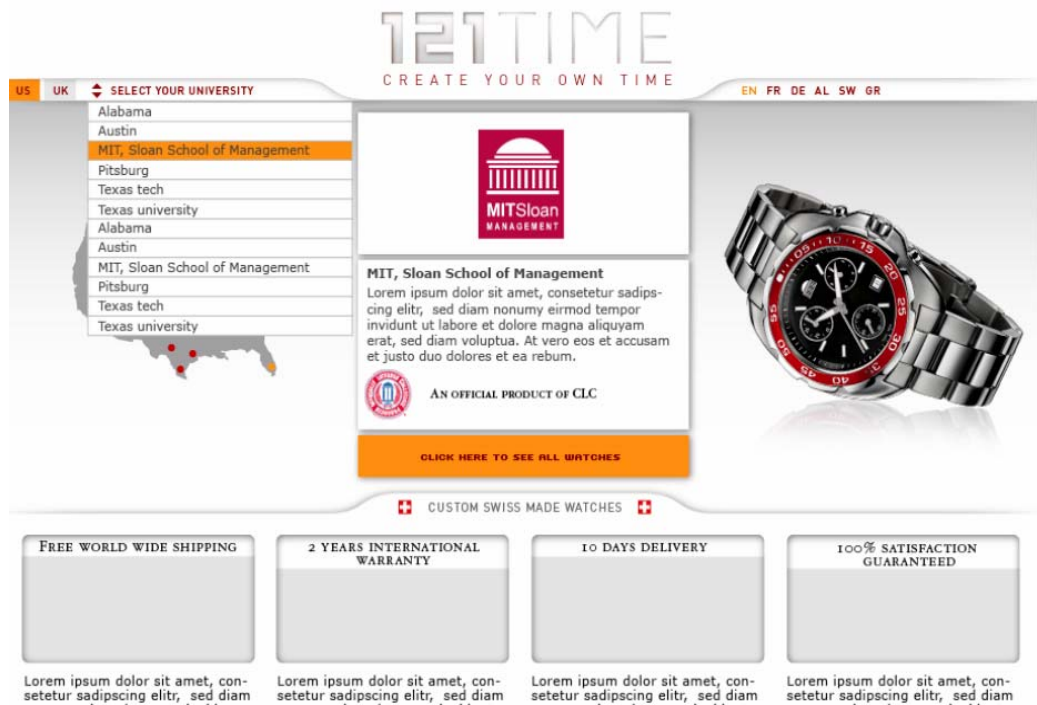 121TIME
CREATE YOUR OWN TIME
US UK SELECT YOUR UNIVERSITY
EN FR DE AL SW GR
Alabama
Austin
MIT, Sloan School of Management
Pitsburg
Texas tech
Texas university
Alabama
Austin
MIT, Sloan School of Management
Pitsburg
Texas tech
Texas university
MITSloan
MANAGEMENT
MIT, Sloan School of Management
Lorem ipsum dolor sit amet, consetetur sadips-
cing elitr, sed diam nonumy eirmod tempor
invidunt ut labore et dolore magna aliquyam
erat, sed diam voluptua. At vero eos et accusam
et justo duo dolores et ea rebum.
AN OFFICIAL PRODUCT OF CLC
CLICK HERE TO SEE ALL WATCHES
05 10 15
20
25
55
50
40
CUSTOM SWISS MADE WATCHES
FREE WORLD WIDE SHIPPING
Lorem ipsum dolor sit amet, con-
setetur sadipscing elitr, sed diam
2 YEARS INTERNATIONAL
WARRANTY
Lorem ipsum dolor sit amet, con-
setetur sadipscing elitr, sed diam
10 DAYS DELIVERY
Lorem ipsum dolor sit amet, con-
setetur sadipscing elitr, sed diam
100% SATISFACTION
GUARANTEED
Lorem ipsum dolor sit amet, con-
setetur sadipscing elitr, sed diam